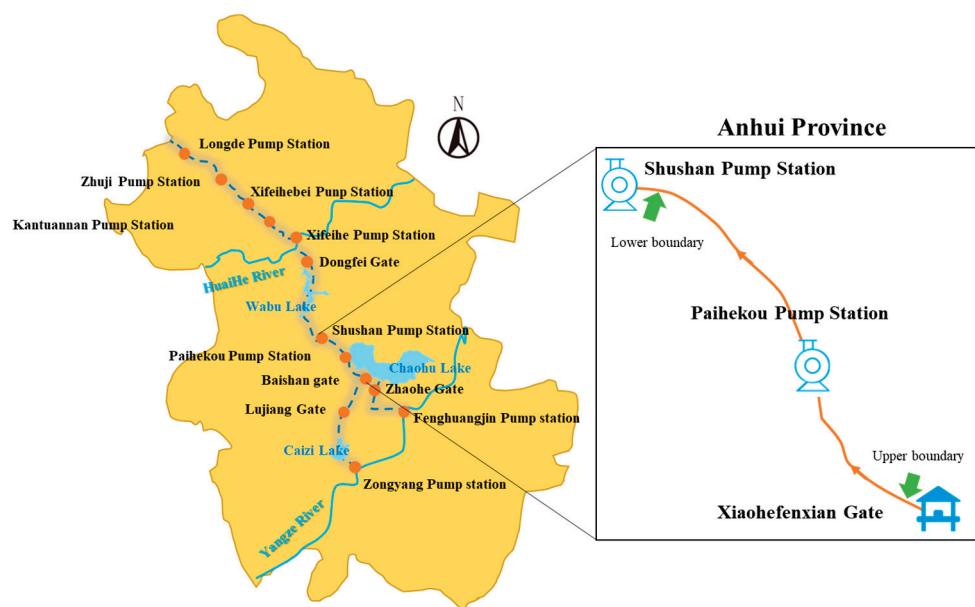 N
Longde Pump Station
Zhuji Pump Station
Xifeihebei Punp Station
Kantuannan Pump Station
Xifeihe Pump Station
Dongfei Gate
HuaiHe River
Wabu Lake
Shushan Pump Station
Paihekou Pump Station
Chaohu Lake
Baishan gate
Zhaohe Gate
Lujiang Gate
Fenghuangjin Pump station
Caizi Lake
Zongyang Pump station
Yangze River
Anhui Province
Shushan Pump Station
Lower boundary
Paihekou Pump Station
Upper boundary
Xiaohefenxian Gate